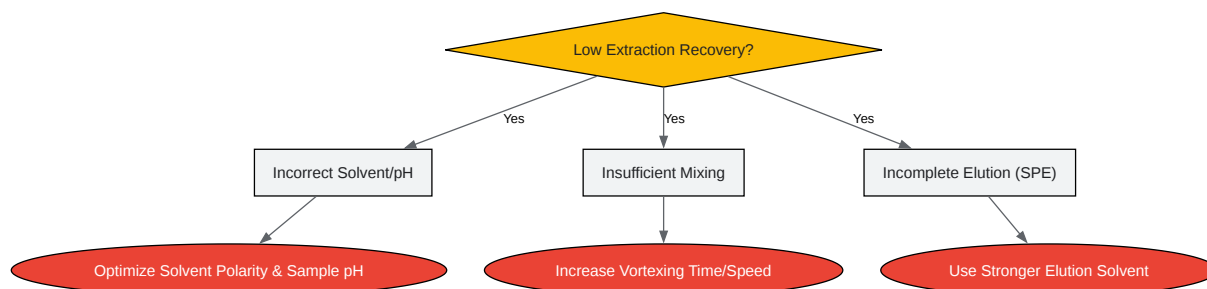 Low Extraction Recovery?
Yes
Yes
Yes
Incorrect Solvent/pH
Insufficient Mixing
Incomplete Elution (SPE)
Optimize Solvent Polarity & Sample pH
Increase Vortexing Time/Speed
Use Stronger Elution Solvent